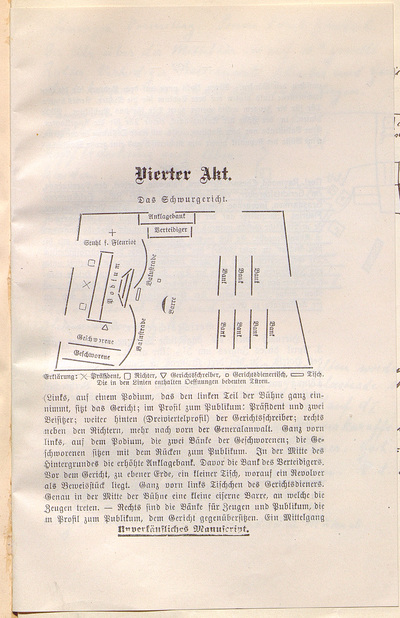 Vierter Akt.
Das Schwurgericht.
Anklagebank
Verteidiger
Stuhl f. Fleuriot
Podium
Balustrade
Barre
Bank Bank Bank
Geschworene
Geschworene
Balustrade
Bank Bank Bank Bank
Erklärung: Präsident, Richter, Gerichtschreiber, Gerichtsdienertisch, Tisch.
Die in den Linien enthalten Oeffnungen bedeuten Türen.
(Links, auf einem Podium, das den linken Teil der Bühne ganz ein-
nimmt, sitzt das Gericht; im Profil zum Publikum: Präsident und zwei
Beisitzer; weiter hinten (Dreiviertelprofil) der Gerichtsschreiber; rechts
neben den Richtern, mehr nach vorn der Generalanwalt. Ganz vorn
links, auf dem Podium, die zwei Bänke der Geschworenen; die Ge-
schworenen sitzen mit dem Rücken zum Publikum. In der Mitte des
Hintergrundes die erhöhte Anklagebank. Davor die Bank des Verteidigers.
Vor dem Gericht, zu ebener Erde, ein kleiner Tisch, worauf ein Revolver
als Beweisstück liegt. Ganz vorn links Tischchen des Gerichtsdieners.
Genau in der Mitte der Bühne eine kleine eiserne Barre, an welche die
Zeugen treten. — Rechts sind die Bänke für Zeugen und Publikum, die
im Profil zum Publikum, dem Gericht gegenübersitzen. Ein Mittelgang
Unverkäufliches Manuscript.